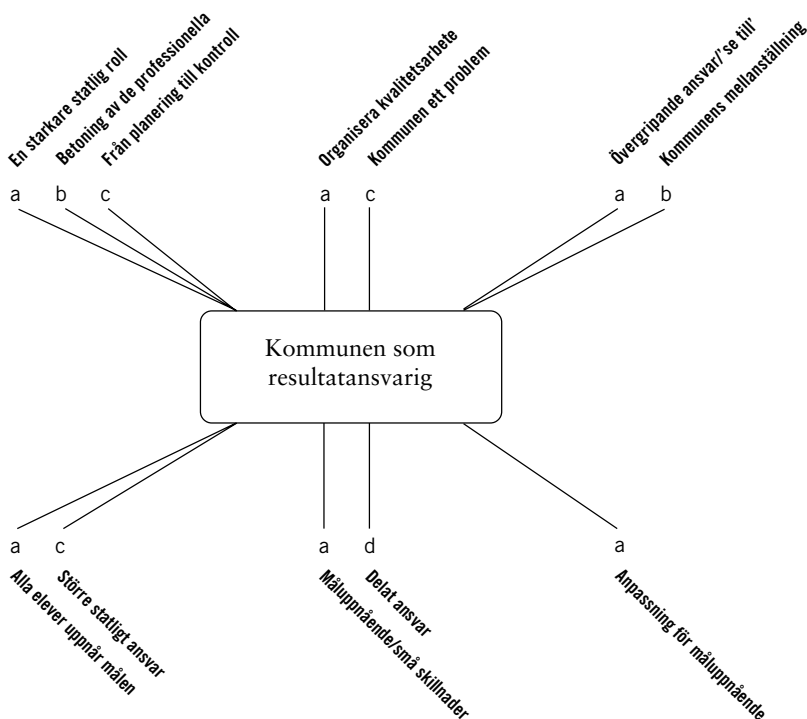 En starkare statlig roll
Betoning av de professionella
Från planering till kontroll
Organisera kvalitetsarbete
Kommunen ett problem
Övergripande ansvar/'se till'
Kommunens mellanställning
a b c a c a b
Kommunen som
resultatansvarig
a c a d a
Alla elever uppnår målen
Större statligt ansvar
Måluppnående/små skillnader
Delat ansvar
Anpassning för måluppnående